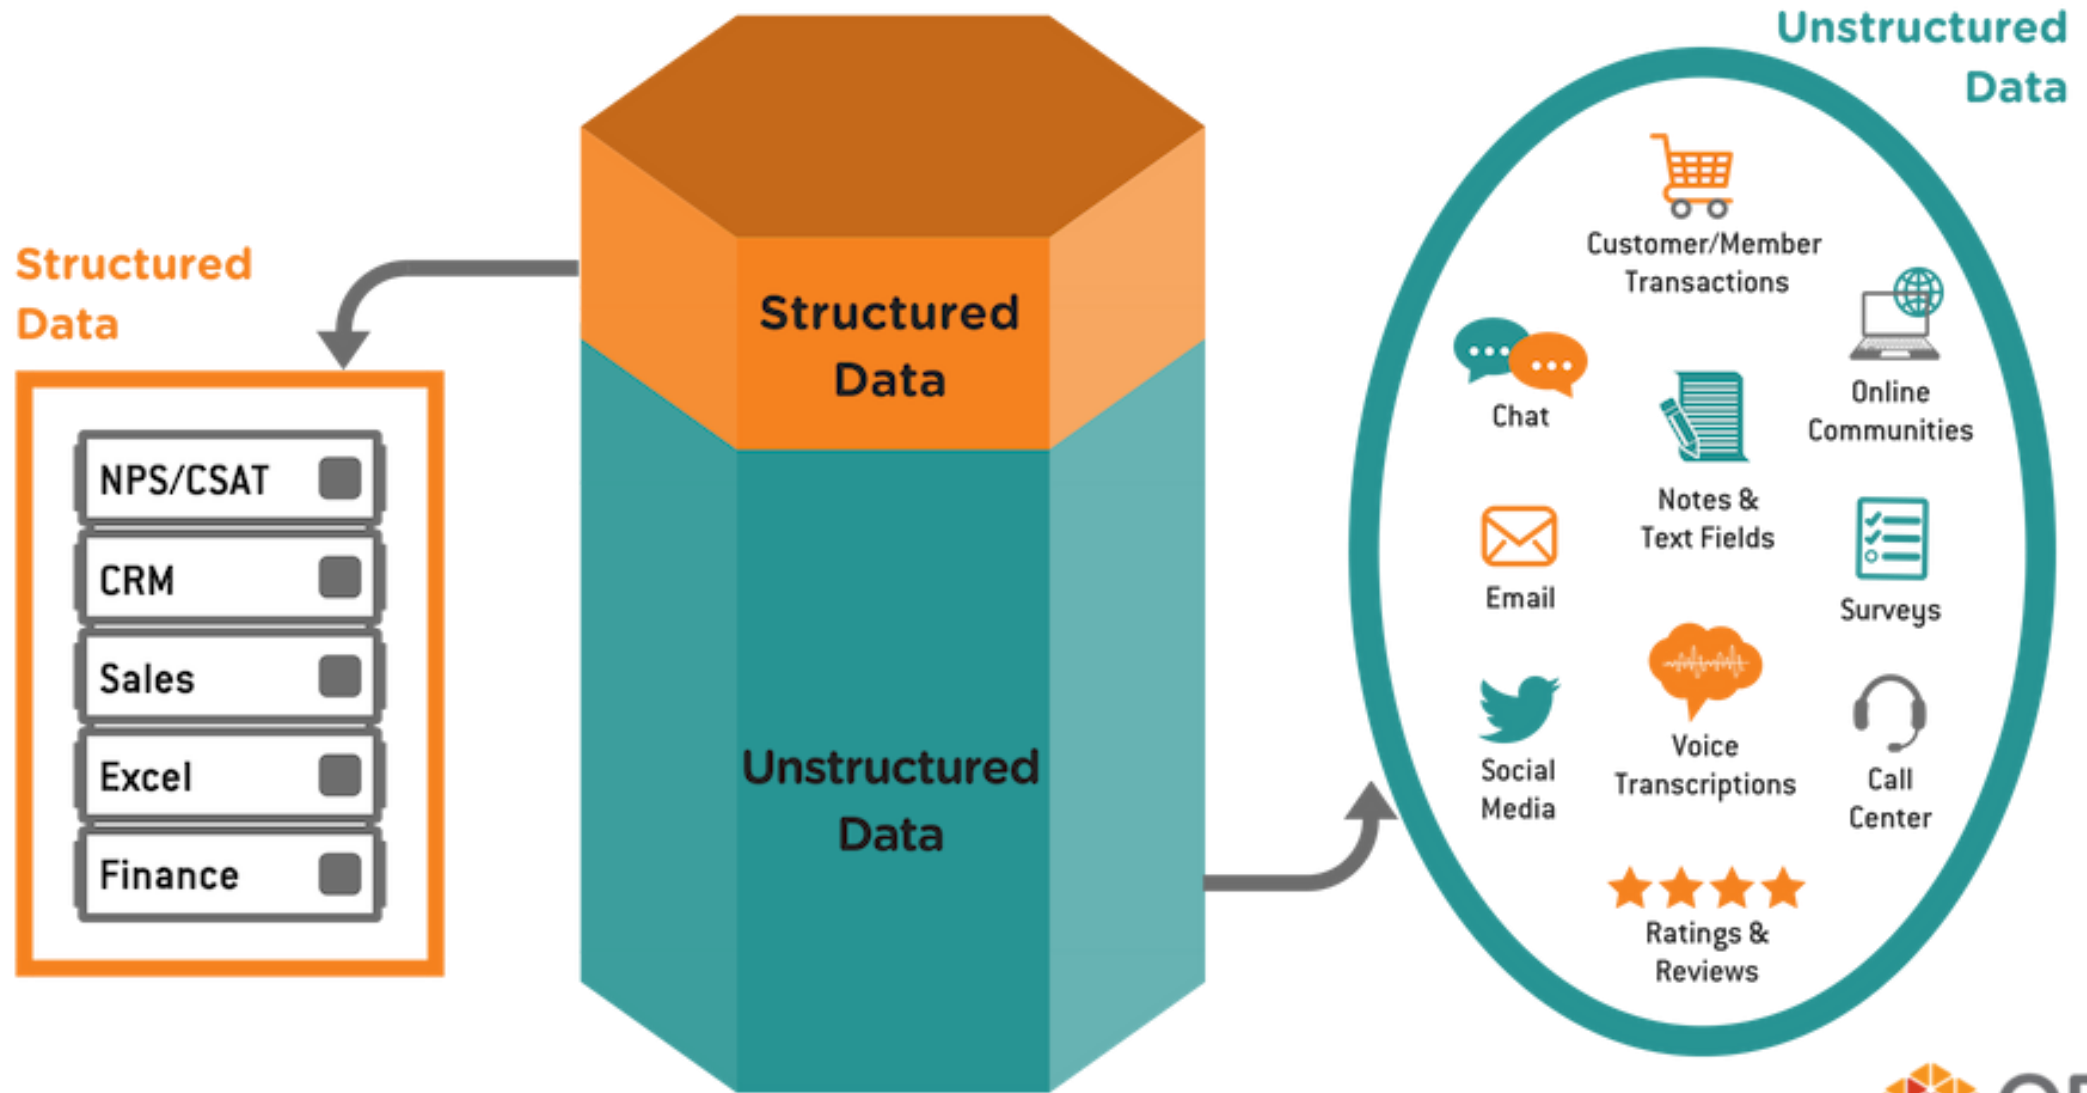 Structured
Data
NPS/CSAT
CRM
Sales
Excel
Finance
Structured
Data
Unstructured
Data
Unstructured
Data
Customer/Member
Transactions
Chat
Online
Communities
Notes &
Text Fields
Email
Surveys
Social
Media
Voice
Transcriptions
Call
Center
Ratings &
Reviews